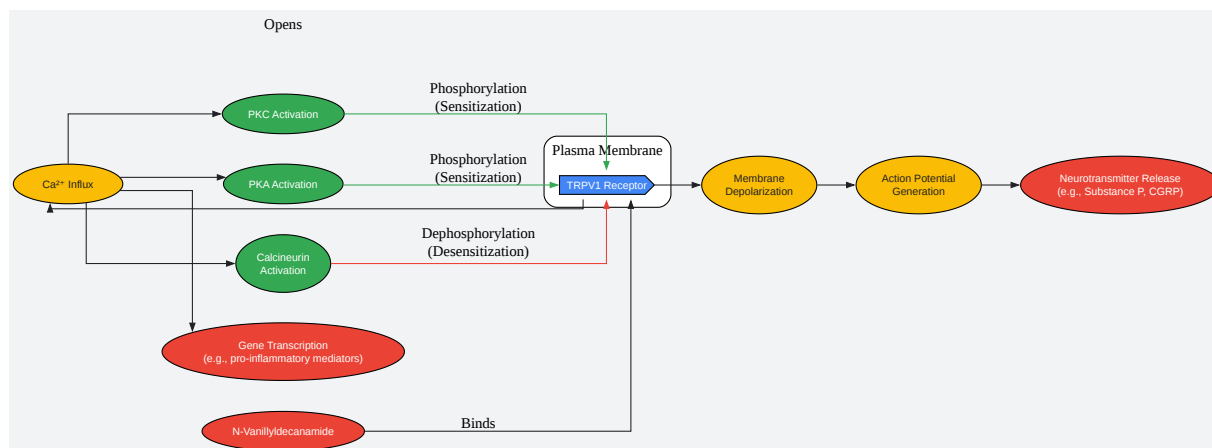 Opens
Phosphorylation
(Sensitization)
PKC Activation
Plasma Membrane
Phosphorylation
(Sensitization)
Ca²⁺ Influx
PKA Activation
TRPV1 Receptor
Membrane
Depolarization
Action Potential
Generation
Neurotransmitter Release
(e.g., Substance P, CGRP)
Dephosphorylation
(Desensitization)
Calcineurin
Activation
Gene Transcription
(e.g., pro-inflammatory mediators)
Binds
N-Vanillyldecanamide